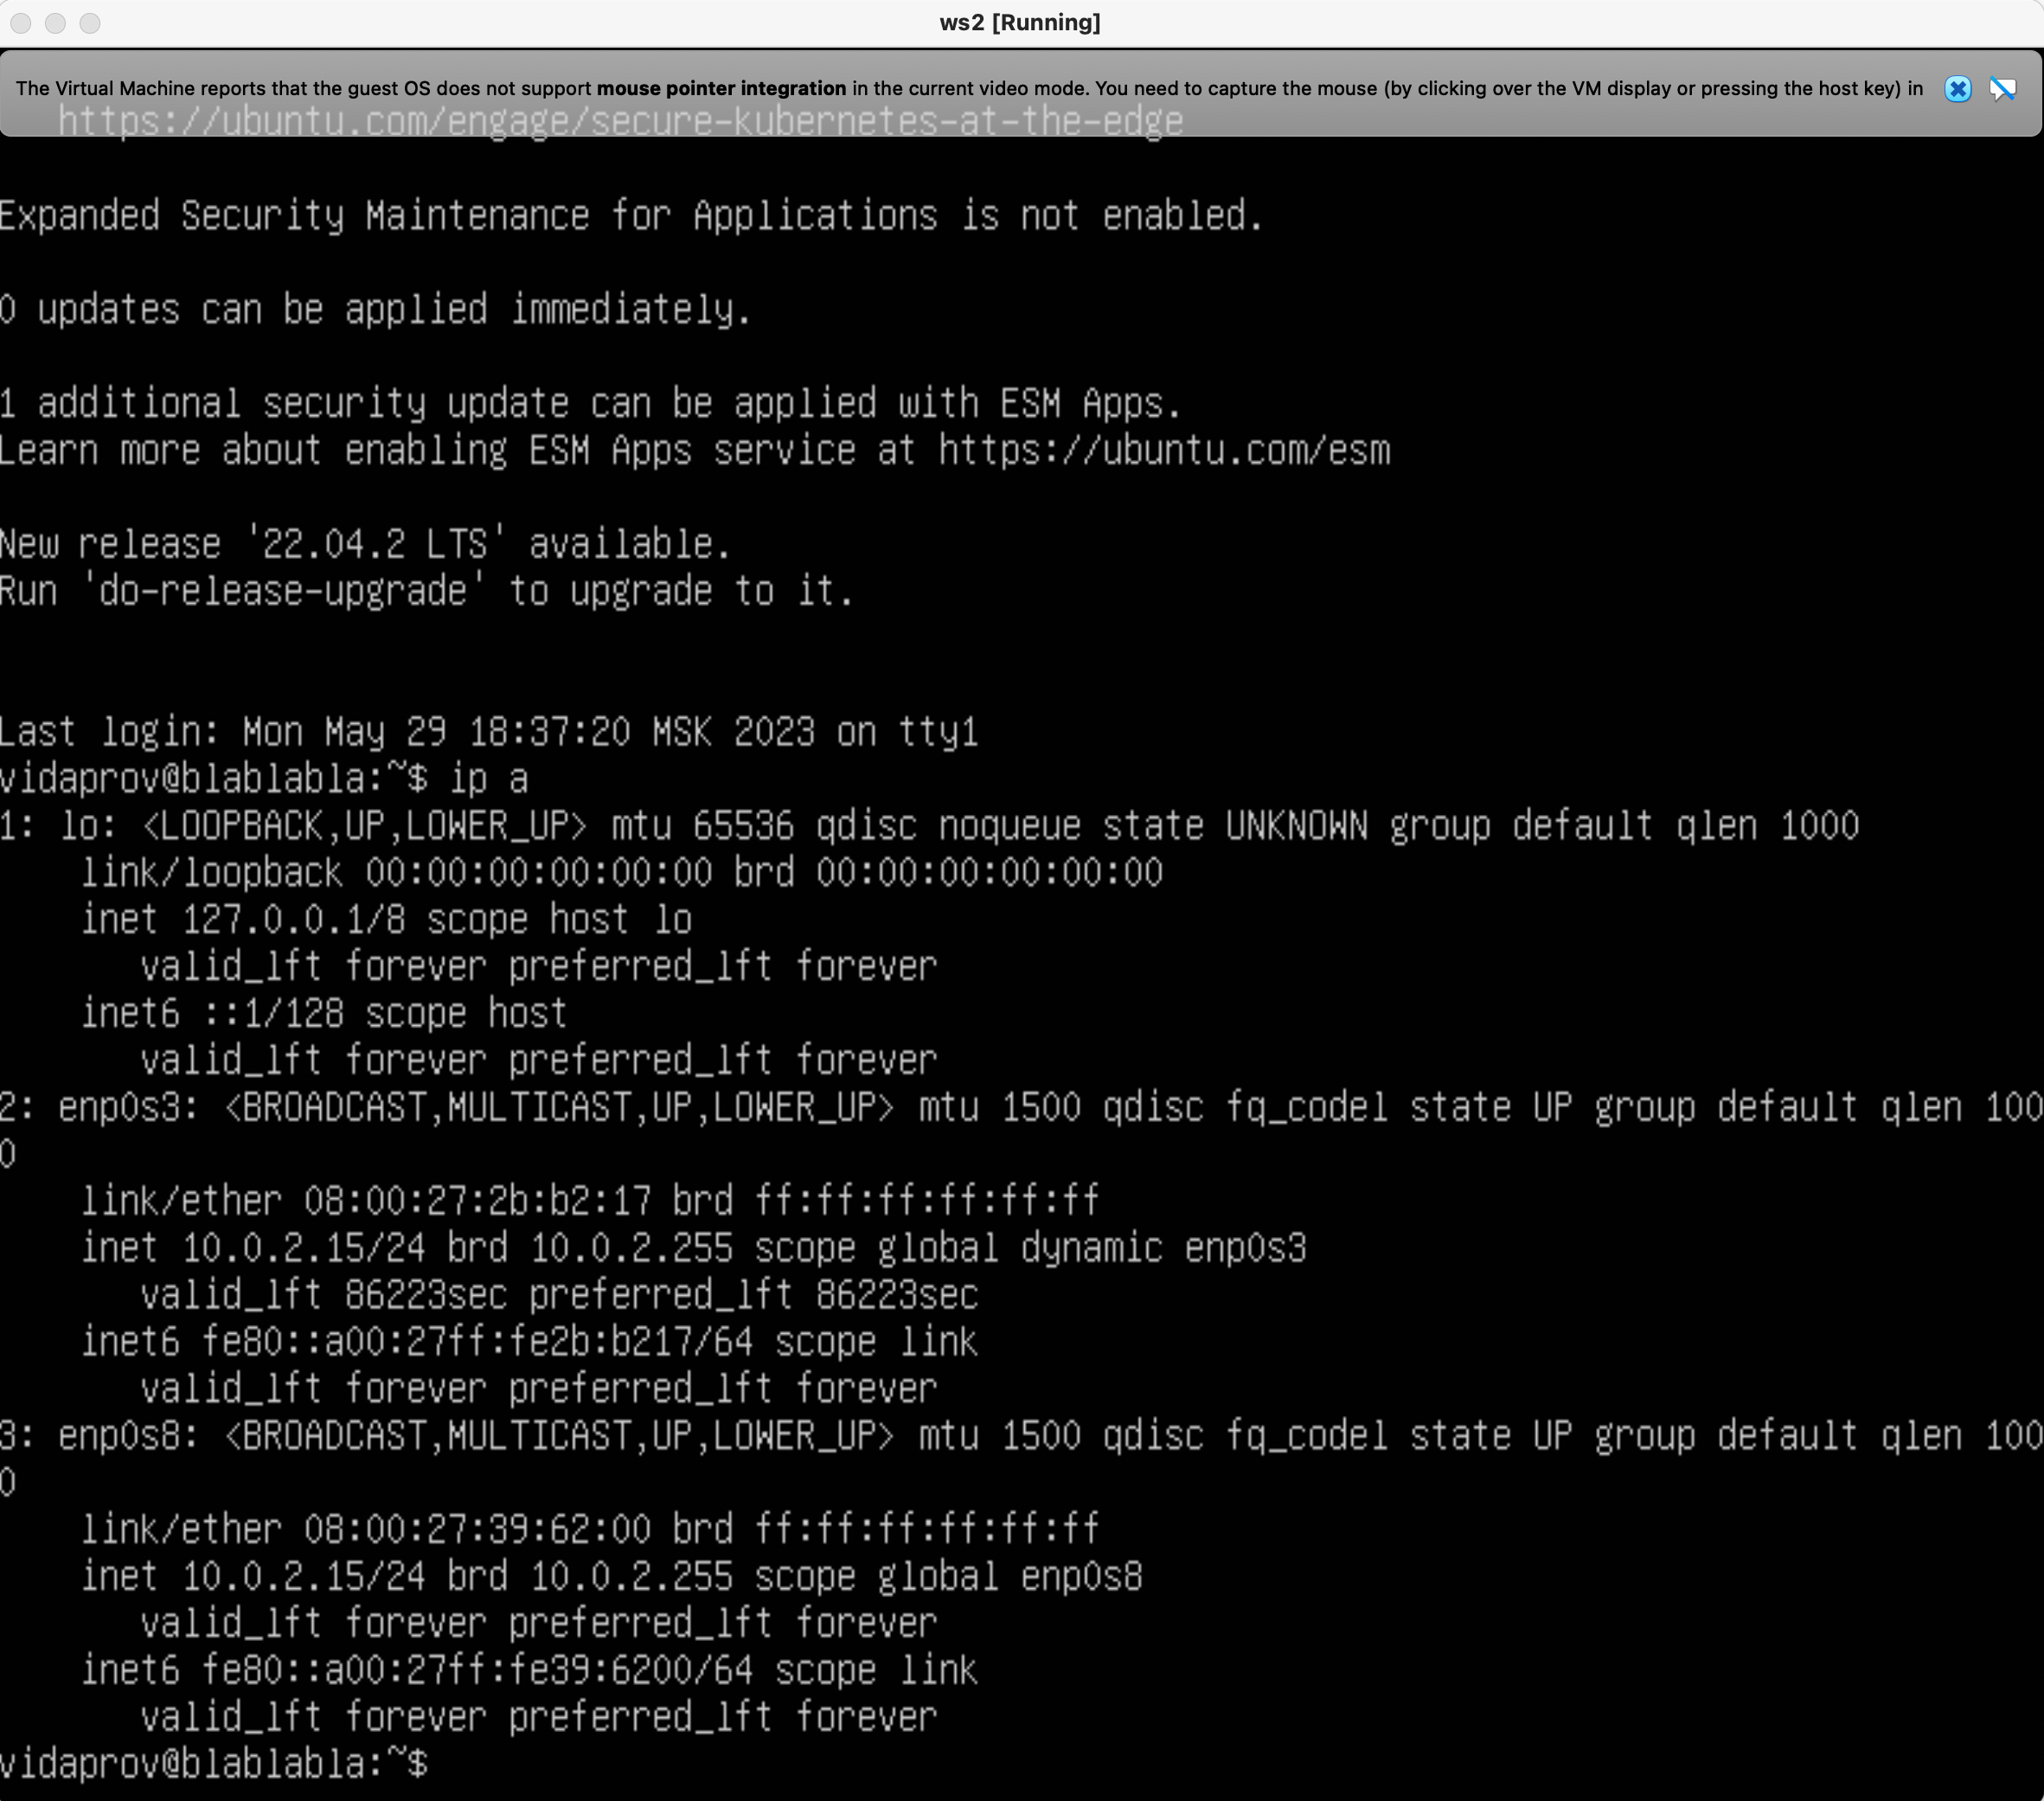 ws2 [Running]
The Virtual Machine reports that the guest OS does not support mouse pointer integration in the current video mode. You need to capture the mouse (by clicking over the VM display or pressing the host key) in
https://ubuntu.com/engage/secure-kubernetes-at-the-edge
Expanded Security Maintenance for Applications is not enabled.
0 updates can be applied immediately.
1 additional security update can be applied with ESM Apps.
Learn more about enabling ESM Apps service at https://ubuntu.com/esm
New release '22.04.2 LTS' available.
Run 'do-release-upgrade' to upgrade to it.
Last login: Mon May 29 18:37:20 MSK 2023 on tty1
vidaprov@blablabla:~$ ip a
1: lo: <LOOPBACK,UP,LOWER_UP> mtu 65536 qdisc noqueue state UNKNOWN group default qlen 1000
link/loopback 00:00:00:00:00:00 brd 00:00:00:00:00:00
inet 127.0.0.1/8 scope host lo
valid_lft forever preferred_lft forever
inet6 ::1/128 scope host
valid_lft forever preferred_lft forever
2: enp0s3: <BROADCAST,MULTICAST,UP,LOWER_UP> mtu 1500 qdisc fq_codel state UP group default qlen 100
0
link/ether 08:00:27:2b:b2:17 brd ff:ff:ff:ff:ff:ff
inet 10.0.2.15/24 brd 10.0.2.255 scope global dynamic enp0s3
valid_lft 86223sec preferred_lft 86223sec
inet6 fe80::a00:27ff:fe2b:b217/64 scope link
valid_lft forever preferred_lft forever
3: enp0s8: <BROADCAST,MULTICAST,UP,LOWER_UP> mtu 1500 qdisc fq_codel state UP group default qlen 100
0
link/ether 08:00:27:39:62:00 brd ff:ff:ff:ff:ff:ff
inet 10.0.2.15/24 brd 10.0.2.255 scope global enp0s8
valid_lft forever preferred_lft forever
inet6 fe80::a00:27ff:fe39:6200/64 scope link
valid_lft forever preferred_lft forever
vidaprov@blablabla:~$